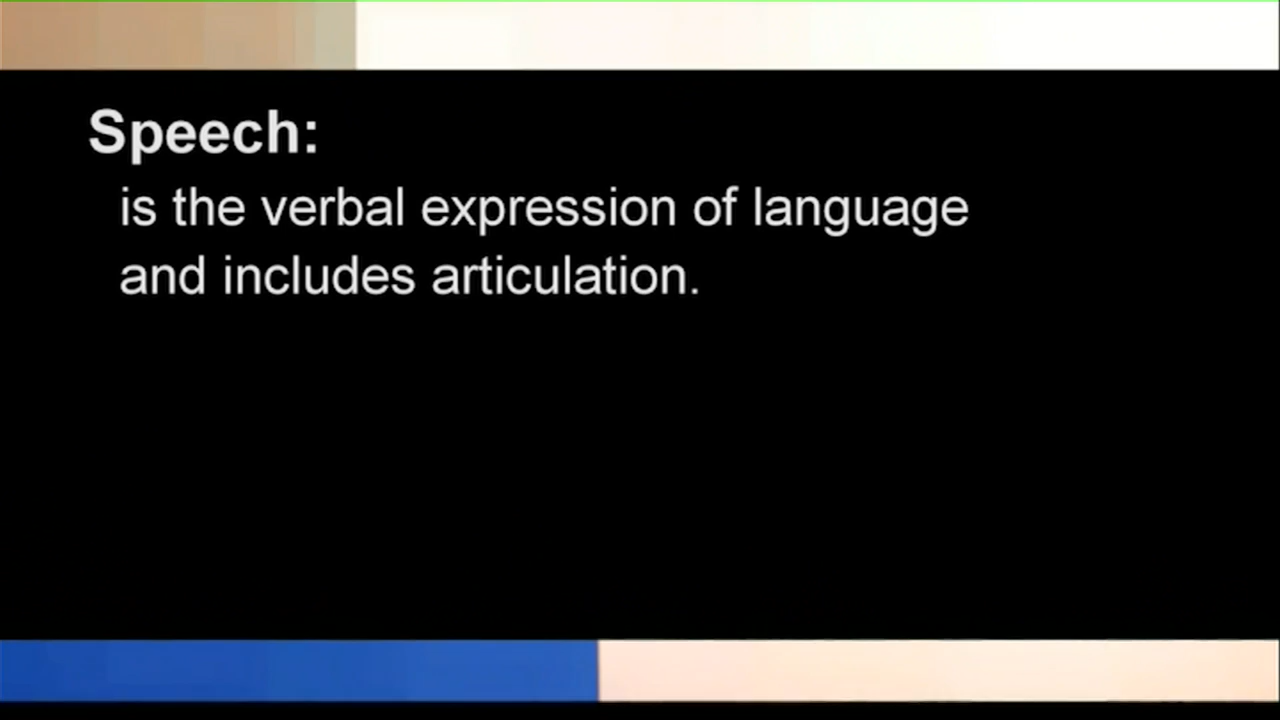 Speech:
is the verbal expression of language
and includes articulation.